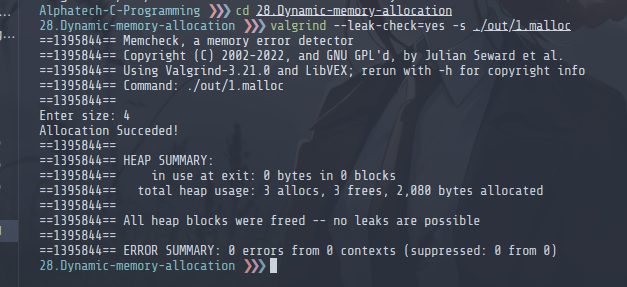 Alphatech-C-Programming ❯❯❯ cd 28.Dynamic-memory-allocation
28.Dynamic-memory-allocation ❯❯❯ valgrind --leak-check=yes -s ./out/1.malloc
==1395844== Memcheck, a memory error detector
==1395844== Copyright (C) 2002-2022, and GNU GPL'd, by Julian Seward et al.
==1395844== Using Valgrind-3.21.0 and LibVEX; rerun with -h for copyright info
==1395844== Command: ./out/1.malloc
==1395844==
Enter size: 4
Allocation Succeded!
==1395844==
==1395844== HEAP SUMMARY:
==1395844==     in use at exit: 0 bytes in 0 blocks
==1395844==   total heap usage: 3 allocs, 3 frees, 2,080 bytes allocated
==1395844==
==1395844== All heap blocks were freed -- no leaks are possible
==1395844==
==1395844== ERROR SUMMARY: 0 errors from 0 contexts (suppressed: 0 from 0)
28.Dynamic-memory-allocation ❯❯❯